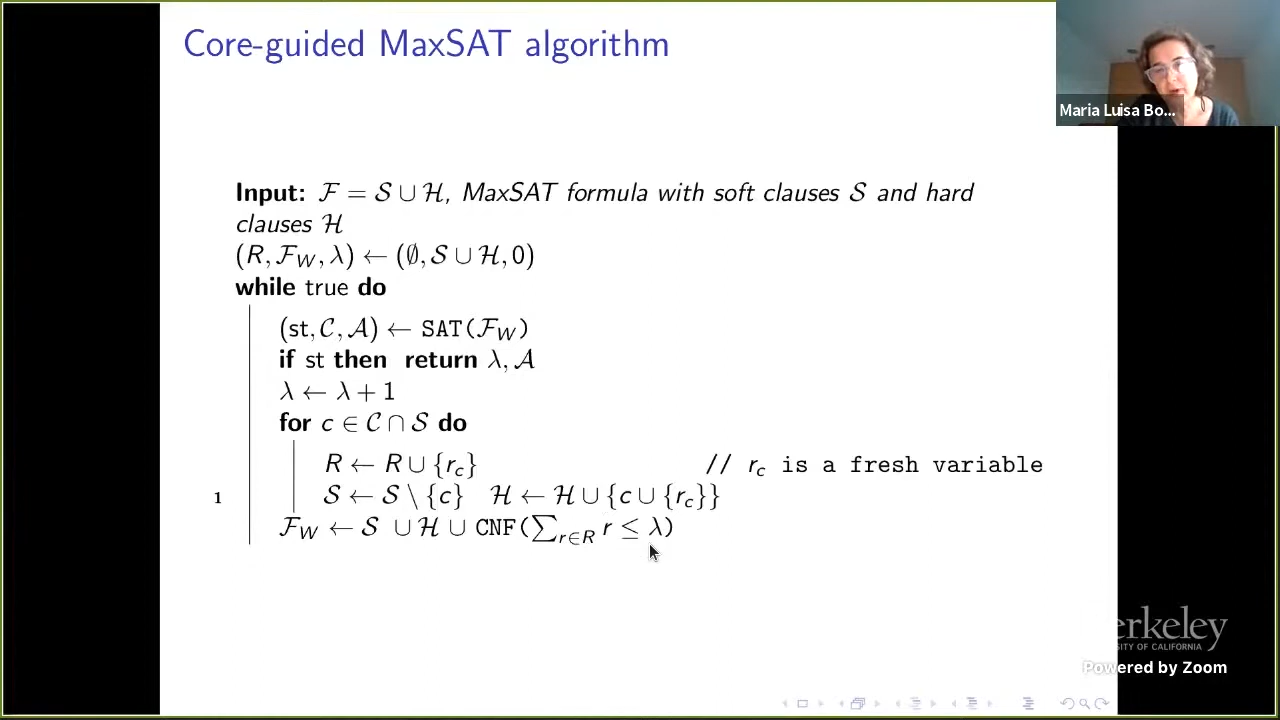 Core-guided MaxSAT algorithm
Maria Luisa Bo...
Input: 𝓕 = 𝓢 ∪ 𝓗, MaxSAT formula with soft clauses 𝓢 and hard
clauses 𝓗
(R, 𝓕_W, λ) ← (∅, 𝓢 ∪ 𝓗, 0)
while true do
(st, 𝓒, 𝓐) ← SAT(𝓕_W)
if st then return λ, 𝓐
λ ← λ + 1
for c ∈ 𝓒 ∩ 𝓢 do
R ← R ∪ {r_c} // r_c is a fresh variable
1 𝓢 ← 𝓢 \ {c} 𝓗 ← 𝓗 ∪ {c ∪ {r_c}}
𝓕_W ← 𝓢 ∪ 𝓗 ∪ CNF(∑_{r∈R} r ≤ λ)
erkeley
SITY OF CALIFORNIA
Powered by Zoom